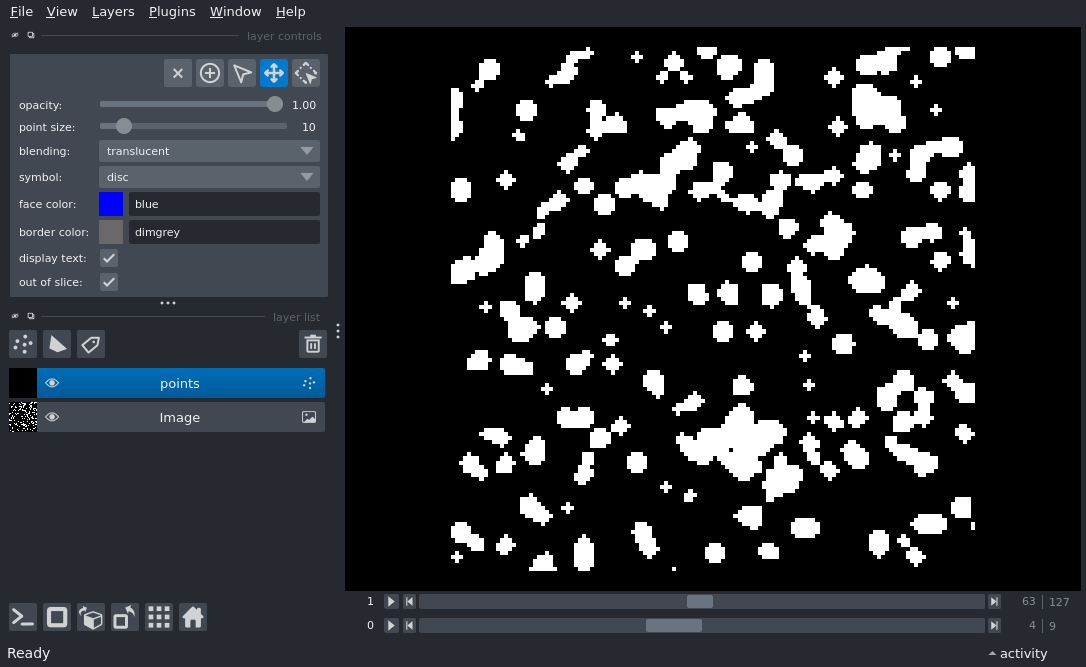 File View Layers Plugins Window Help
layer controls
opacity: 1.00
point size: 10
blending: translucent
symbol: disc
face color: blue
border color: dimgrey
display text:
out of slice:
layer list
points
Image
1 63 127
0 4 9
Ready activity